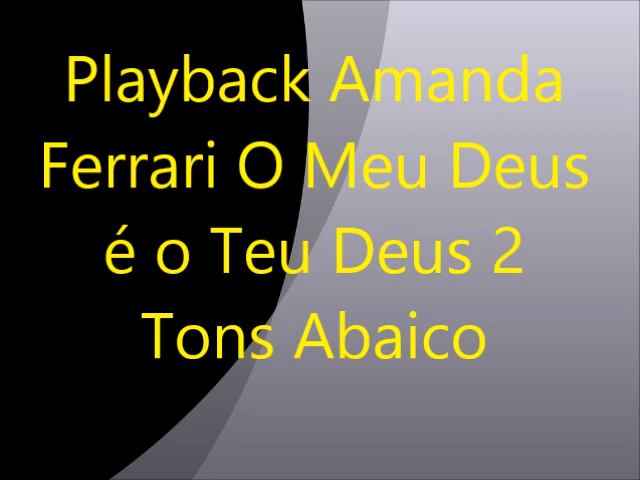 Playback Amanda
Ferrari O Meu Deus
é o Teu Deus 2
Tons Abaico